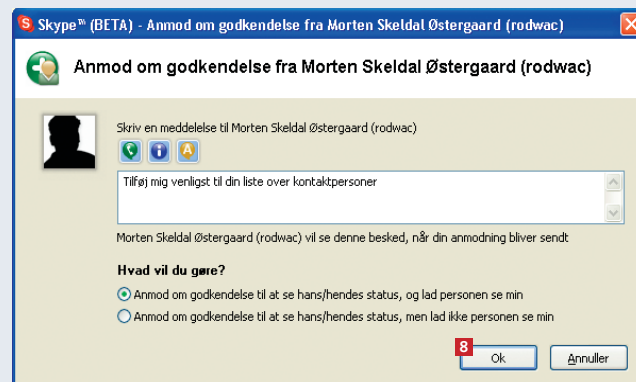 Skype™ (BETA) - Anmod om godkendelse fra Morten Skeldal Østergaard (rodwac)
Anmod om godkendelse fra Morten Skeldal Østergaard (rodwac)
Skriv en meddelelse til Morten Skeldal Østergaard (rodwac)
Tilføj mig venligst til din liste over kontaktpersoner
Morten Skeldal Østergaard (rodwac) vil se denne besked, når din anmodning bliver sendt
Hvad vil du gøre?
Anmod om godkendelse til at se hans/hendes status, og lad personen se min
Anmod om godkendelse til at se hans/hendes status, men lad ikke personen se min
8 Ok Annuller